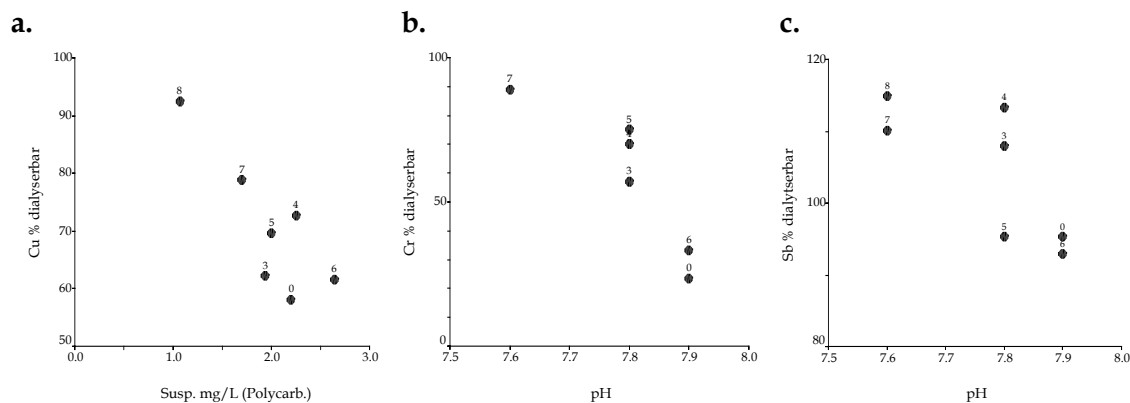 a.
100
90
80
70
60
50
Cu % dialyserbar
8
7
4
5
3
6
0
0.0 1.0 2.0 3.0
Susp. mg/L (Polycarb.)
b.
100
50
0
Cr % dialyserbar
7
5
4
3
6
0
7.5 7.6 7.7 7.8 7.9 8.0
pH
c.
120
100
80
Sb % dialytserbar
8
7
4
3
5
0
6
7.5 7.6 7.7 7.8 7.9 8.0
pH